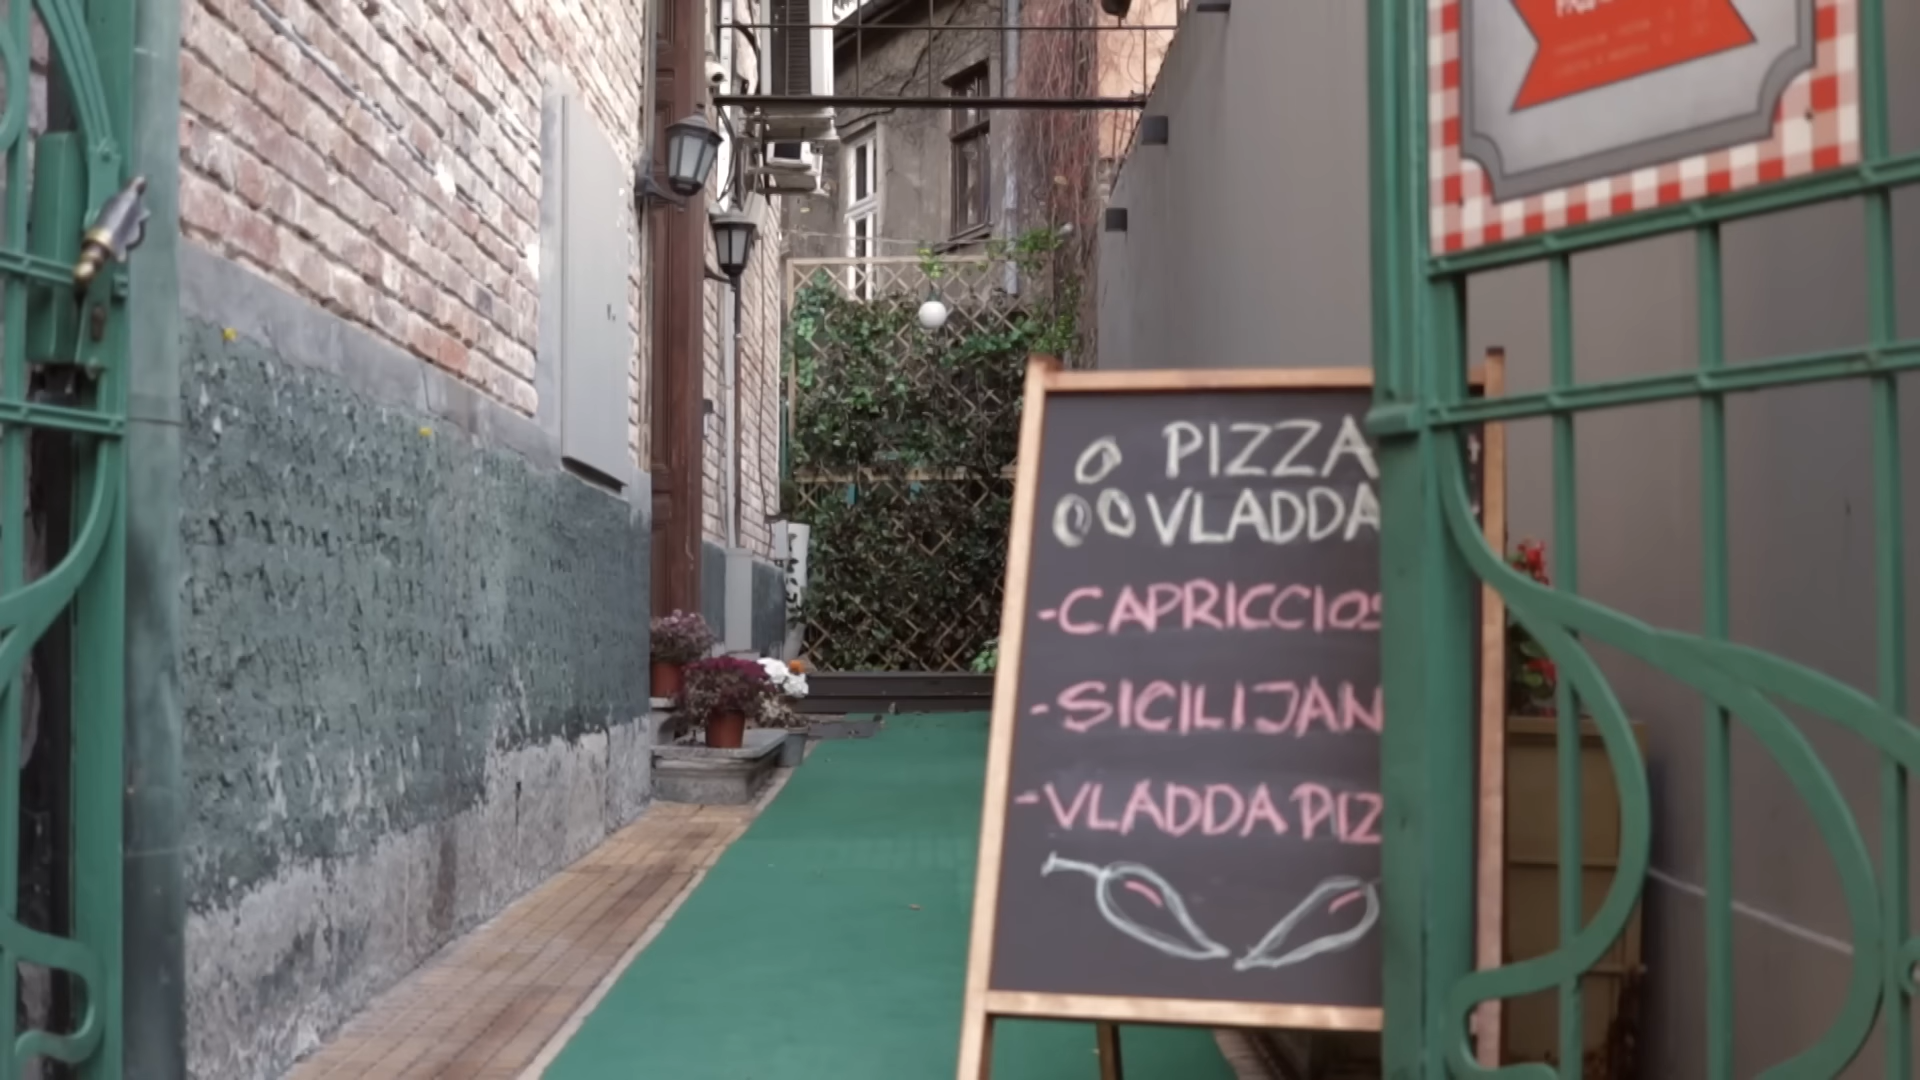 PIZZA
VLADDA
-CAPRICCIOS
-SICILIJAN
-VLADDA PIZ